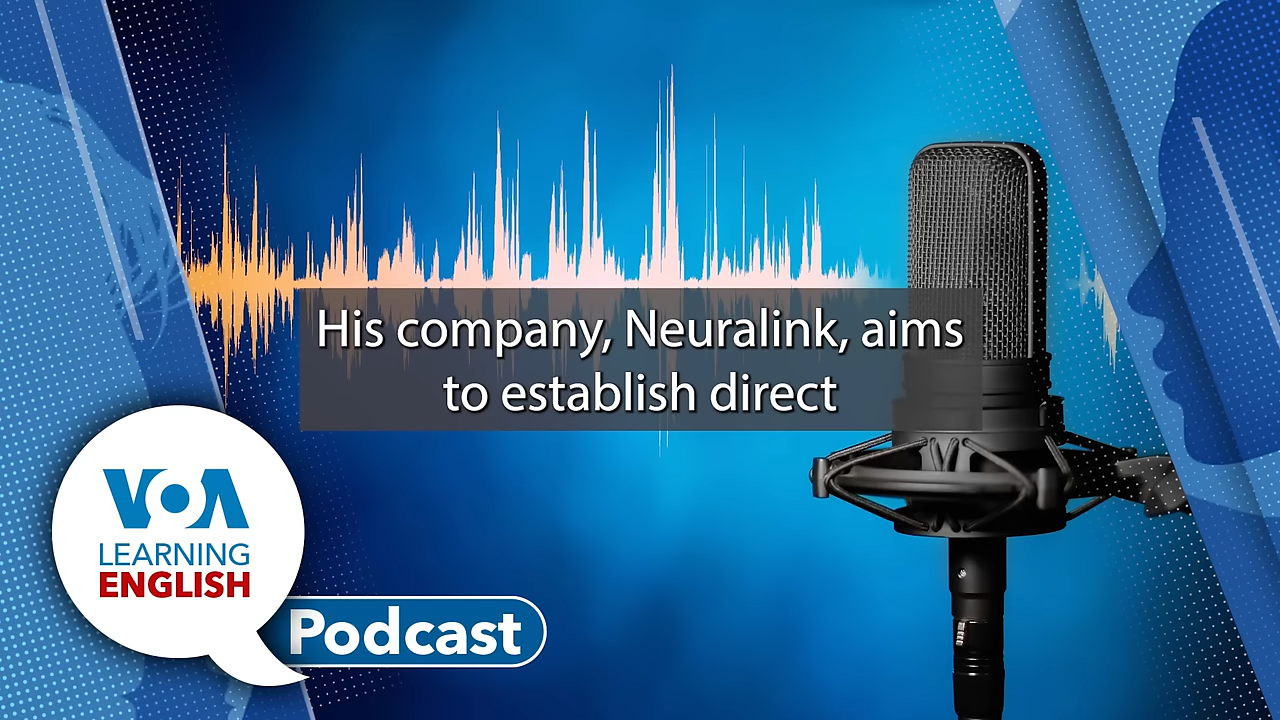 His company, Neuralink, aims
to establish direct
VOA
LEARNING
ENGLISH
Podcast